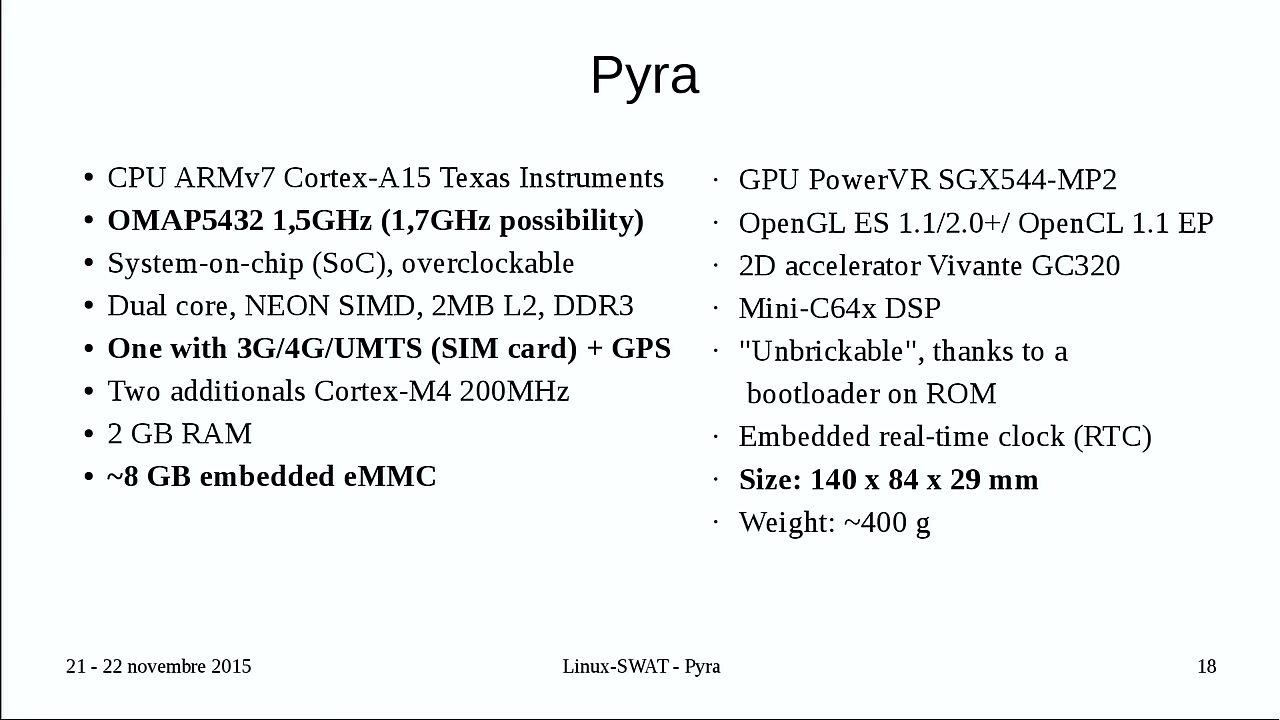 Pyra
• CPU ARMv7 Cortex-A15 Texas Instruments
• OMAP5432 1,5GHz (1,7GHz possibility)
• System-on-chip (SoC), overclockable
• Dual core, NEON SIMD, 2MB L2, DDR3
• One with 3G/4G/UMTS (SIM card) + GPS
• Two additionals Cortex-M4 200MHz
• 2 GB RAM
• ~8 GB embedded eMMC
· GPU PowerVR SGX544-MP2
· OpenGL ES 1.1/2.0+/ OpenCL 1.1 EP
· 2D accelerator Vivante GC320
· Mini-C64x DSP
· "Unbrickable", thanks to a
bootloader on ROM
· Embedded real-time clock (RTC)
· Size: 140 x 84 x 29 mm
· Weight: ~400 g
21 - 22 novembre 2015
Linux-SWAT - Pyra
18